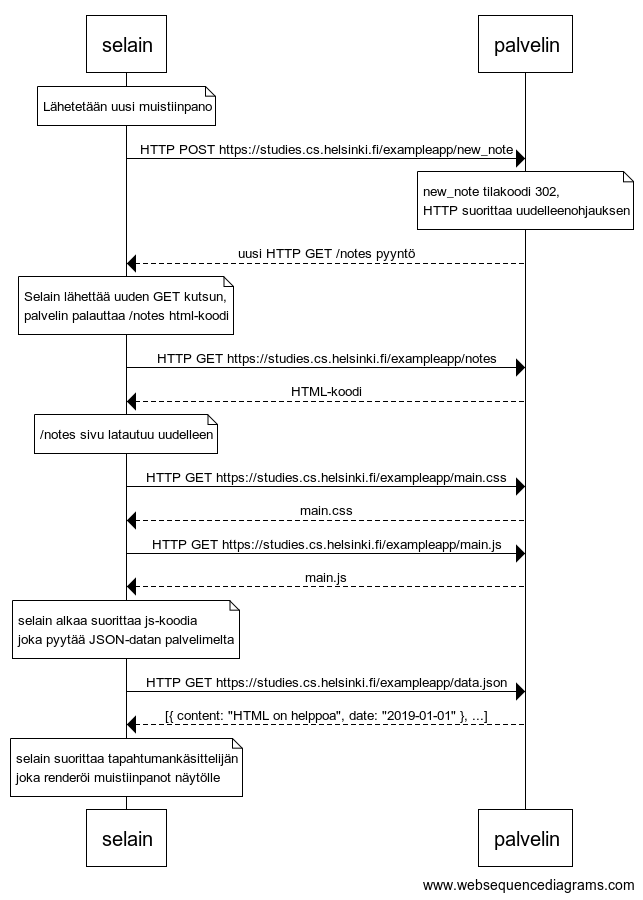 selain
palvelin
Lähetetään uusi muistiinpano
HTTP POST https://studies.cs.helsinki.fi/exampleapp/new_note
new_note tilakoodi 302,
HTTP suorittaa uudelleenohjauksen
uusi HTTP GET /notes pyyntö
Selain lähettää uuden GET kutsun,
palvelin palauttaa /notes html-koodi
HTTP GET https://studies.cs.helsinki.fi/exampleapp/notes
HTML-koodi
/notes sivu latautuu uudelleen
HTTP GET https://studies.cs.helsinki.fi/exampleapp/main.css
main.css
HTTP GET https://studies.cs.helsinki.fi/exampleapp/main.js
main.js
selain alkaa suorittaa js-koodia
joka pyytää JSON-datan palvelimelta
HTTP GET https://studies.cs.helsinki.fi/exampleapp/data.json
[{ content: "HTML on helppoa", date: "2019-01-01" }, ...]
selain suorittaa tapahtumankäsittelijän
joka renderöi muistiinpanot näytölle
selain
palvelin
www.websequencediagrams.com